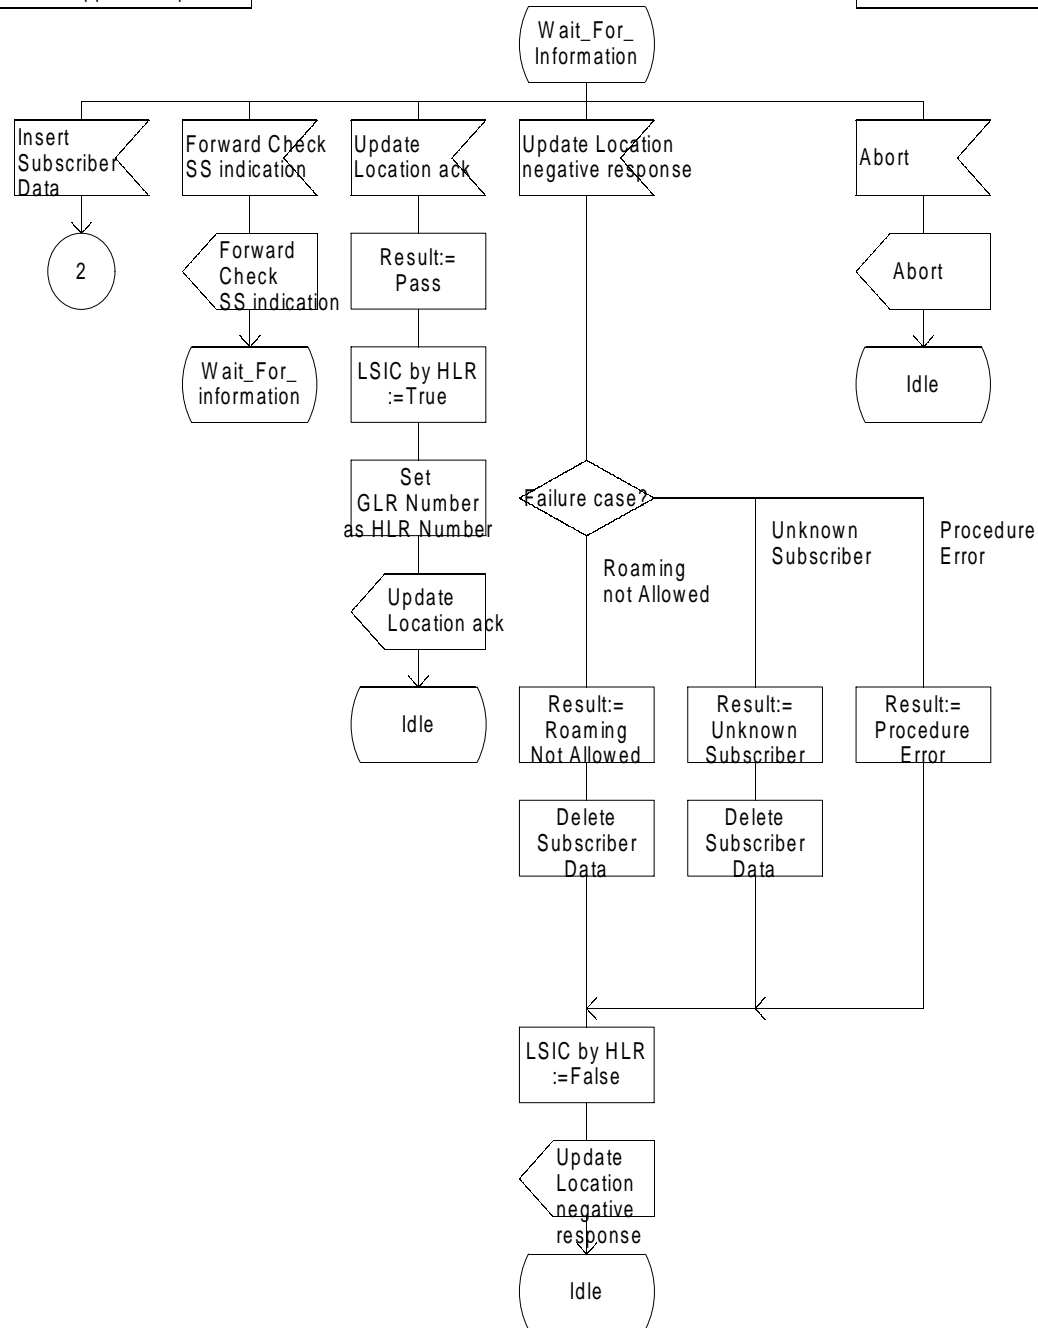 Wait_For_
Information
Insert
Subscriber
Data
Forward Check
SS indication
Update
Location ack
Update Location
negative response
Abort
2
Forward
Check
SS indication
Result:=
Pass
Abort
Wait_For_
information
LSIC by HLR
:=True
Idle
Set
GLR Number
as HLR Number
Failure case?
Unknown
Subscriber
Procedure
Error
Roaming
not Allowed
Update
Location ack
Idle
Result:=
Roaming
Not Allowed
Result:=
Unknown
Subscriber
Result:=
Procedure
Error
Delete
Subscriber
Data
Delete
Subscriber
Data
LSIC by HLR
:=False
Update
Location
negative
response
Idle